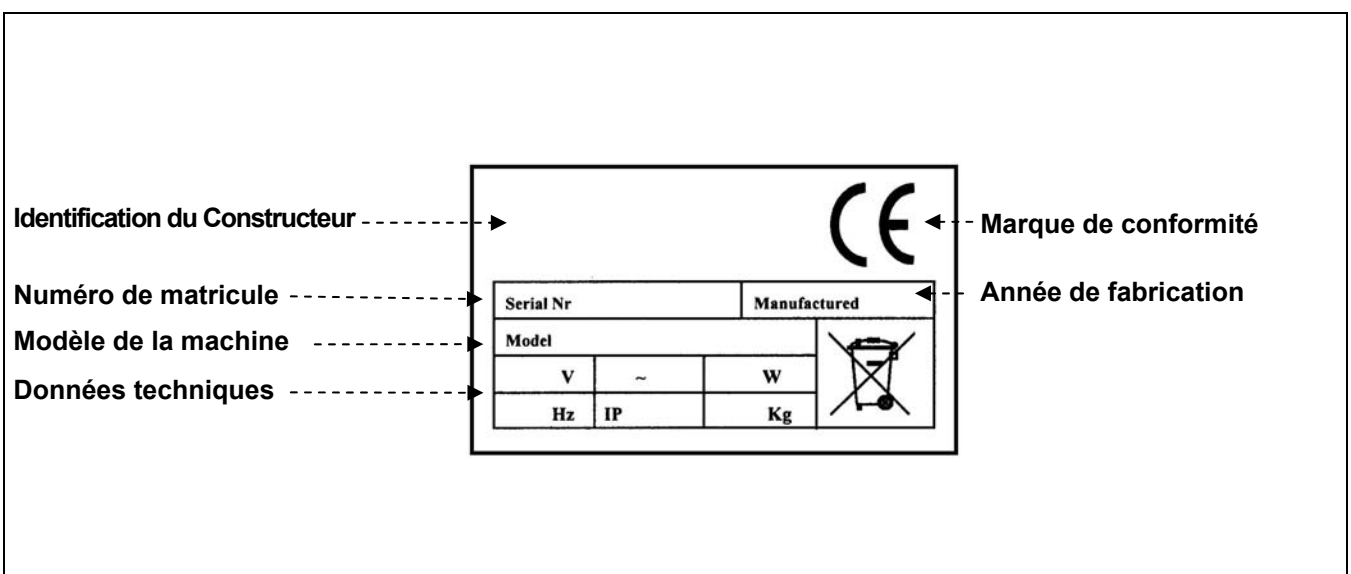 Identification du Constructeur
CE
Marque de conformité
Numéro de matricule
Serial Nr
Manufactured
Année de fabrication
Modèle de la machine
Model
Données techniques
V
~
W
Hz
IP
Kg